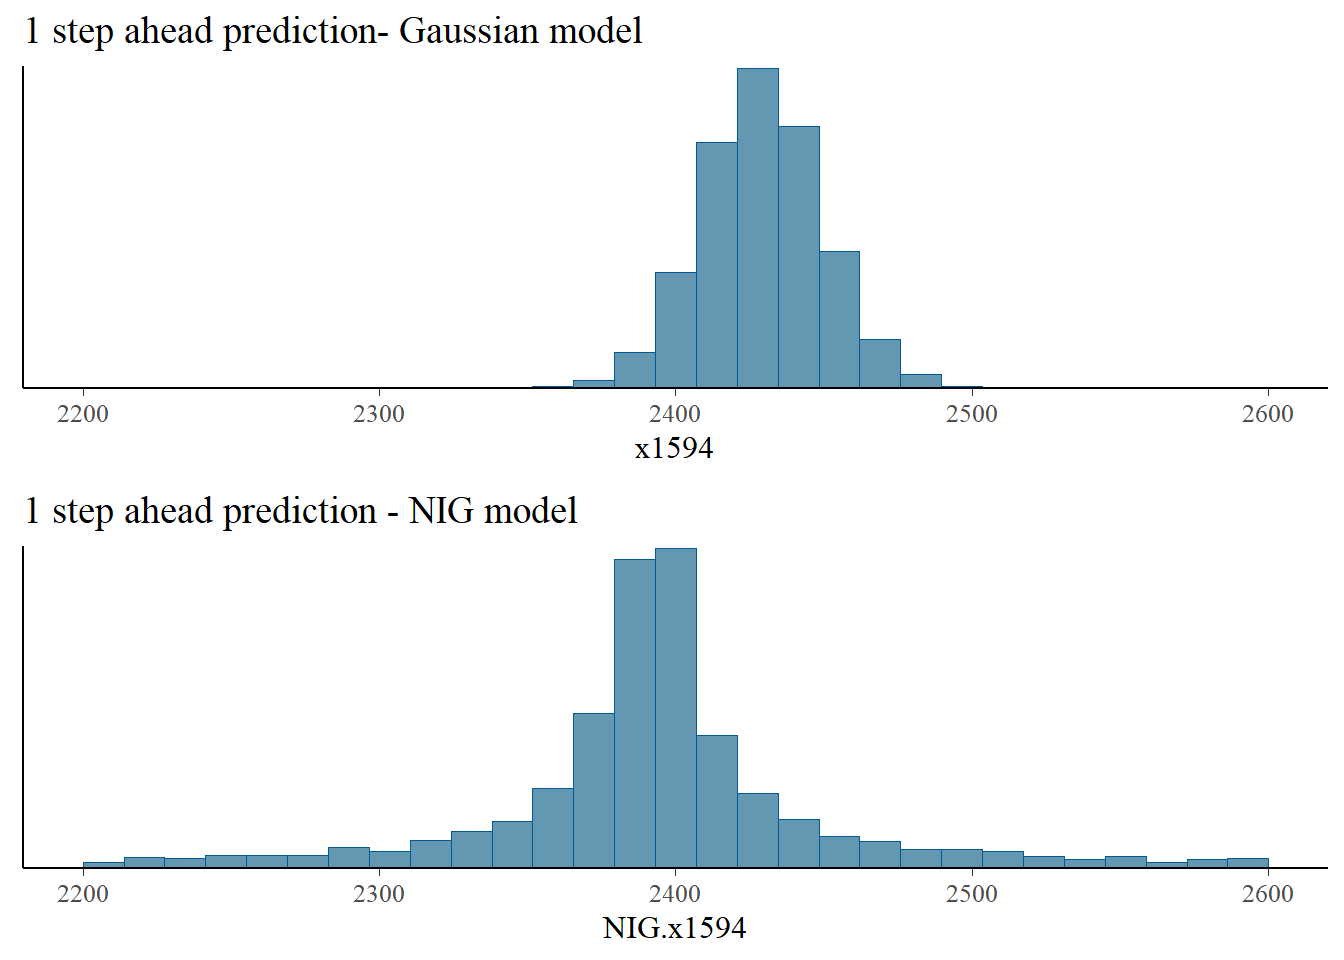 1 step ahead prediction- Gaussian model
2200 2300 2400 2500 2600
x1594
1 step ahead prediction - NIG model
2200 2300 2400 2500 2600
NIG.x1594